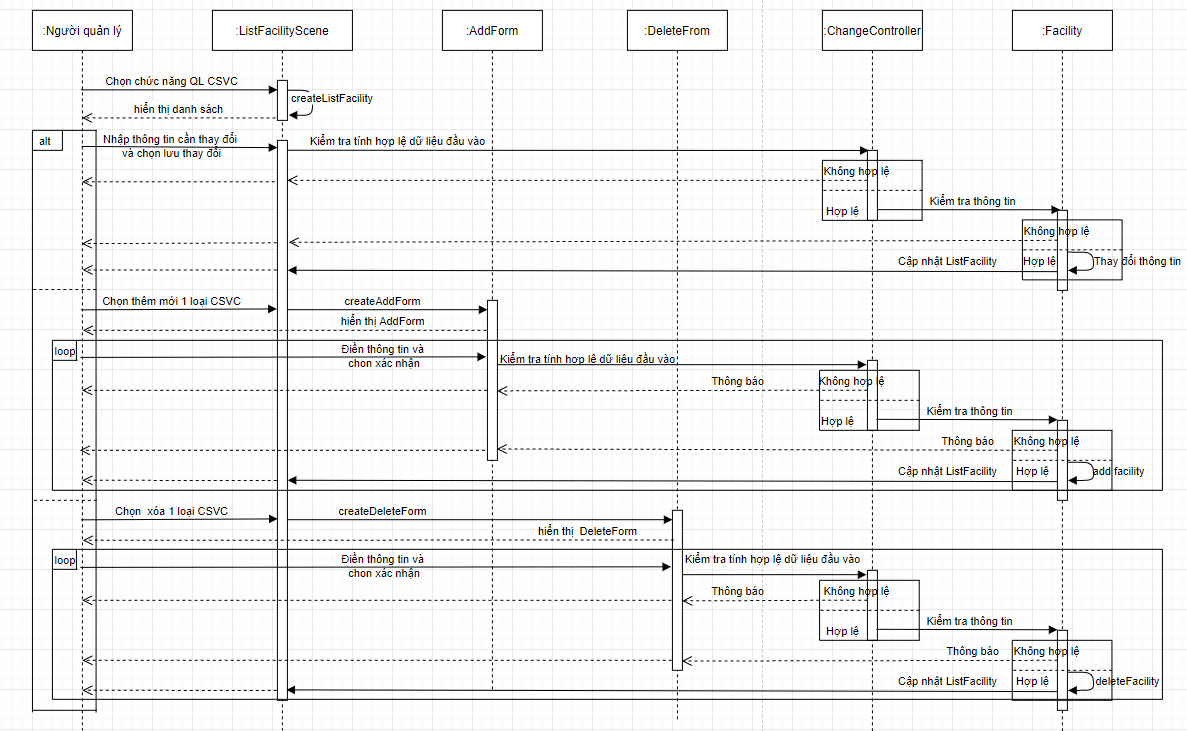 :Người quản lý
:ListFacilityScene
:AddForm
:DeleteFrom
:ChangeController
:Facility
Chọn chức năng QL CSVC
createListFacility
hiển thị danh sách
alt
Nhập thông tin cần thay đổi
và chọn lưu thay đổi
Kiểm tra tính hợp lệ dữ liệu đầu vào
Không hợp lệ
Hợp lệ
Kiểm tra thông tin
Không hợp lệ
Cập nhật ListFacility
Hợp lệ
Thay đổi thông tin
Chọn thêm mới 1 loại CSVC
createAddForm
hiển thị AddForm
loop
Điền thông tin và
chon xác nhận
Kiểm tra tính hợp lệ dữ liệu đầu vào
Thông báo
Không hợp lệ
Hợp lệ
Kiểm tra thông tin
Thông báo
Không hợp lệ
Cập nhật ListFacility
Hợp lệ
add facility
Chọn xóa 1 loại CSVC
createDeleteForm
hiển thị DeleteForm
loop
Điền thông tin và
chon xác nhận
Kiểm tra tính hợp lệ dữ liệu đầu vào
Thông báo
Không hợp lệ
Hợp lệ
Kiểm tra thông tin
Thông báo
Không hợp lệ
Cập nhật ListFacility
Hợp lệ
deleteFacility